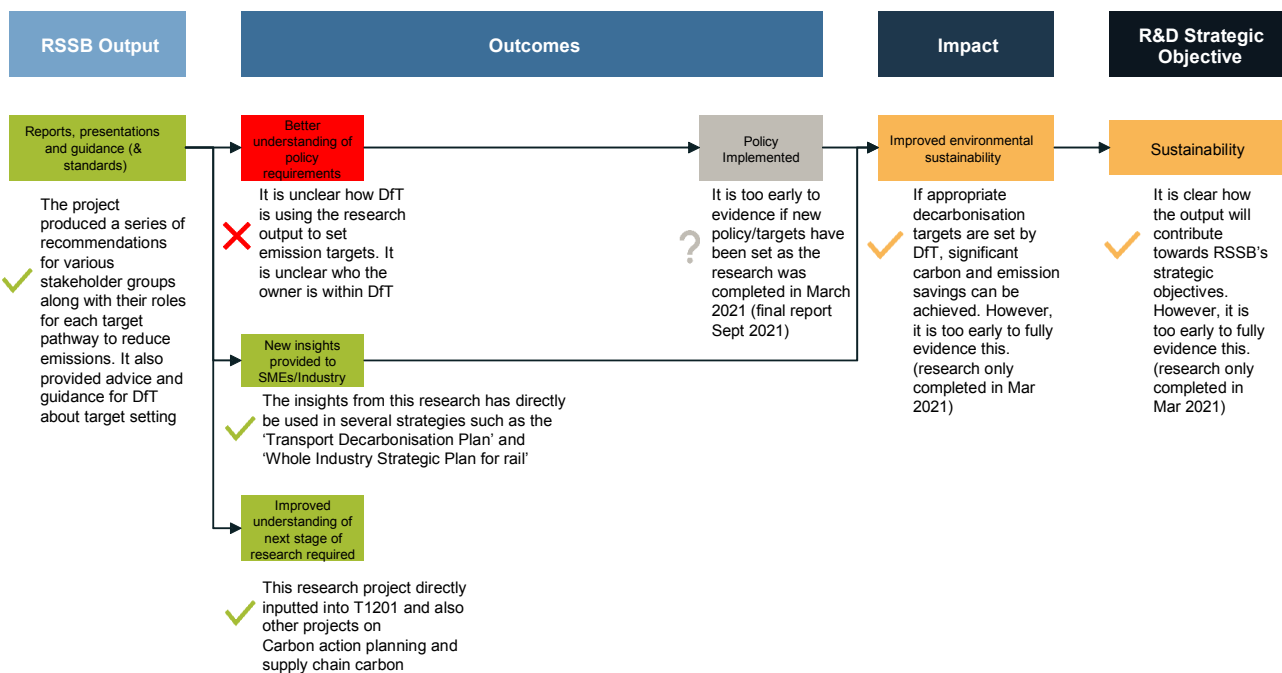 RSSB Output
Outcomes
Impact
R&D Strategic
Objective
Reports, presentations
and guidance (&
standards)
The project
produced a series of
recommendations
for various
stakeholder groups
along with their roles
for each target
pathway to reduce
emissions. It also
provided advice and
guidance for DfT
about target setting
Better
understanding of
policy
requirements
It is unclear how DfT
is using the research
output to set
emission targets. It
is unclear who the
owner is within DfT
Policy
Implemented
It is too early to
evidence if new
policy/targets have
been set as the
research was
completed in March
2021 (final report
Sept 2021)
Improved environmental
sustainability
If appropriate
decarbonisation
targets are set by
DfT, significant
carbon and emission
savings can be
achieved. However,
it is too early to fully
evidence this.
(research only
completed in Mar
2021)
Sustainability
It is clear how
the output will
contribute
towards RSSB's
strategic
objectives.
However, it is
too early to fully
evidence this.
(research only
completed in
Mar 2021)
New insights
provided to
SMEs/Industry
The insights from this research has directly
be used in several strategies such as the
‘Transport Decarbonisation Plan’ and
‘Whole Industry Strategic Plan for rail’
Improved
understanding of
next stage of
research required
This research project directly
inputted into T1201 and also
other projects on
Carbon action planning and
supply chain carbon